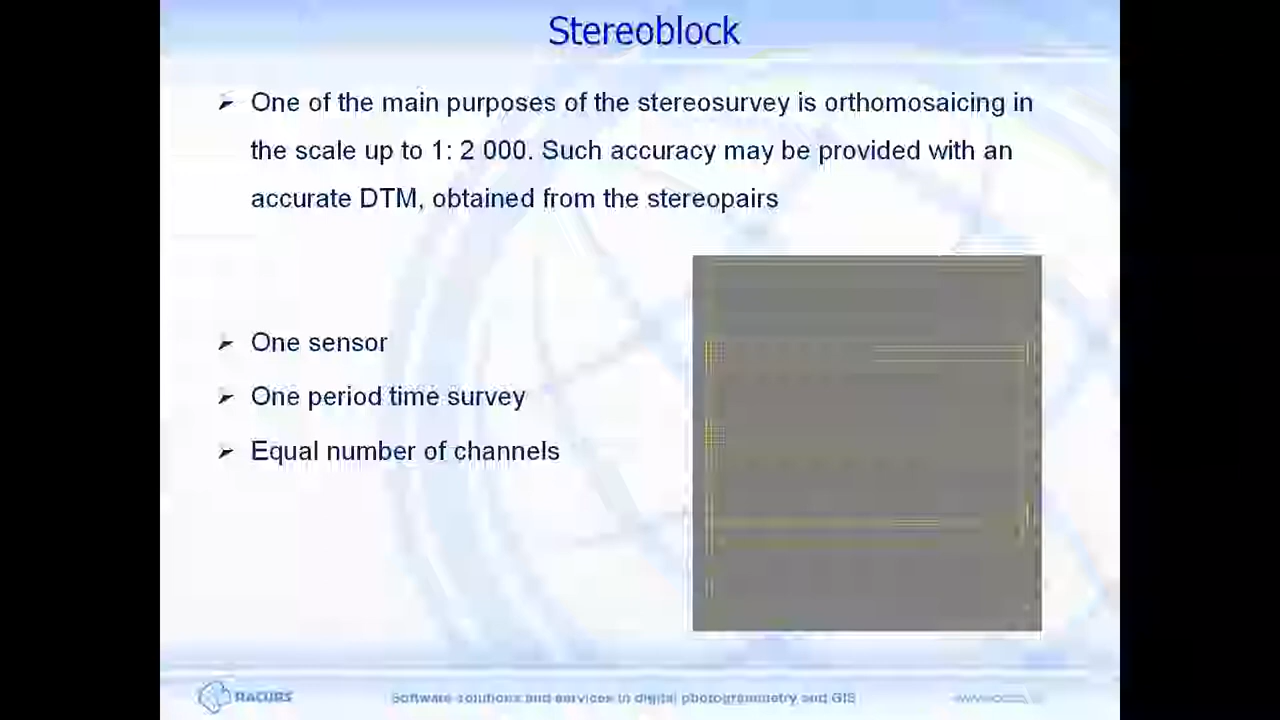 Stereoblock
One of the main purposes of the stereosurvey is orthomosaicing in
the scale up to 1: 2 000. Such accuracy may be provided with an
accurate DTM, obtained from the stereopairs
One sensor
One period time survey
Equal number of channels
RACURS
Software solutions and services in digital photogrammetry and GIS